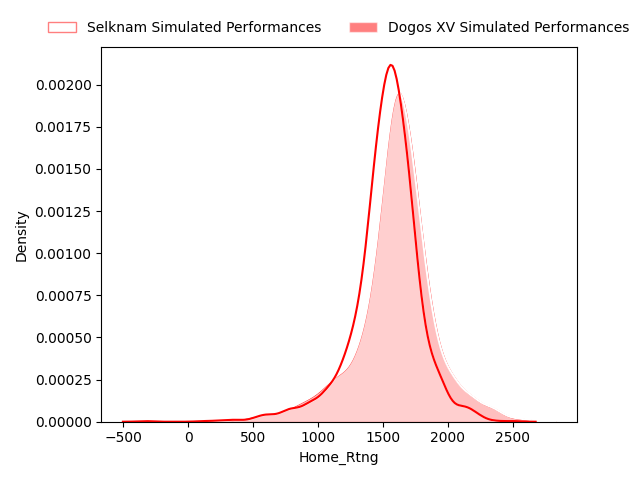 Selknam Simulated Performances
Dogos XV Simulated Performances
0.00200
0.00175
0.00150
0.00125
0.00100
0.00075
0.00050
0.00025
0.00000
Density
−500 0 500 1000 1500 2000 2500
Home_Rtng